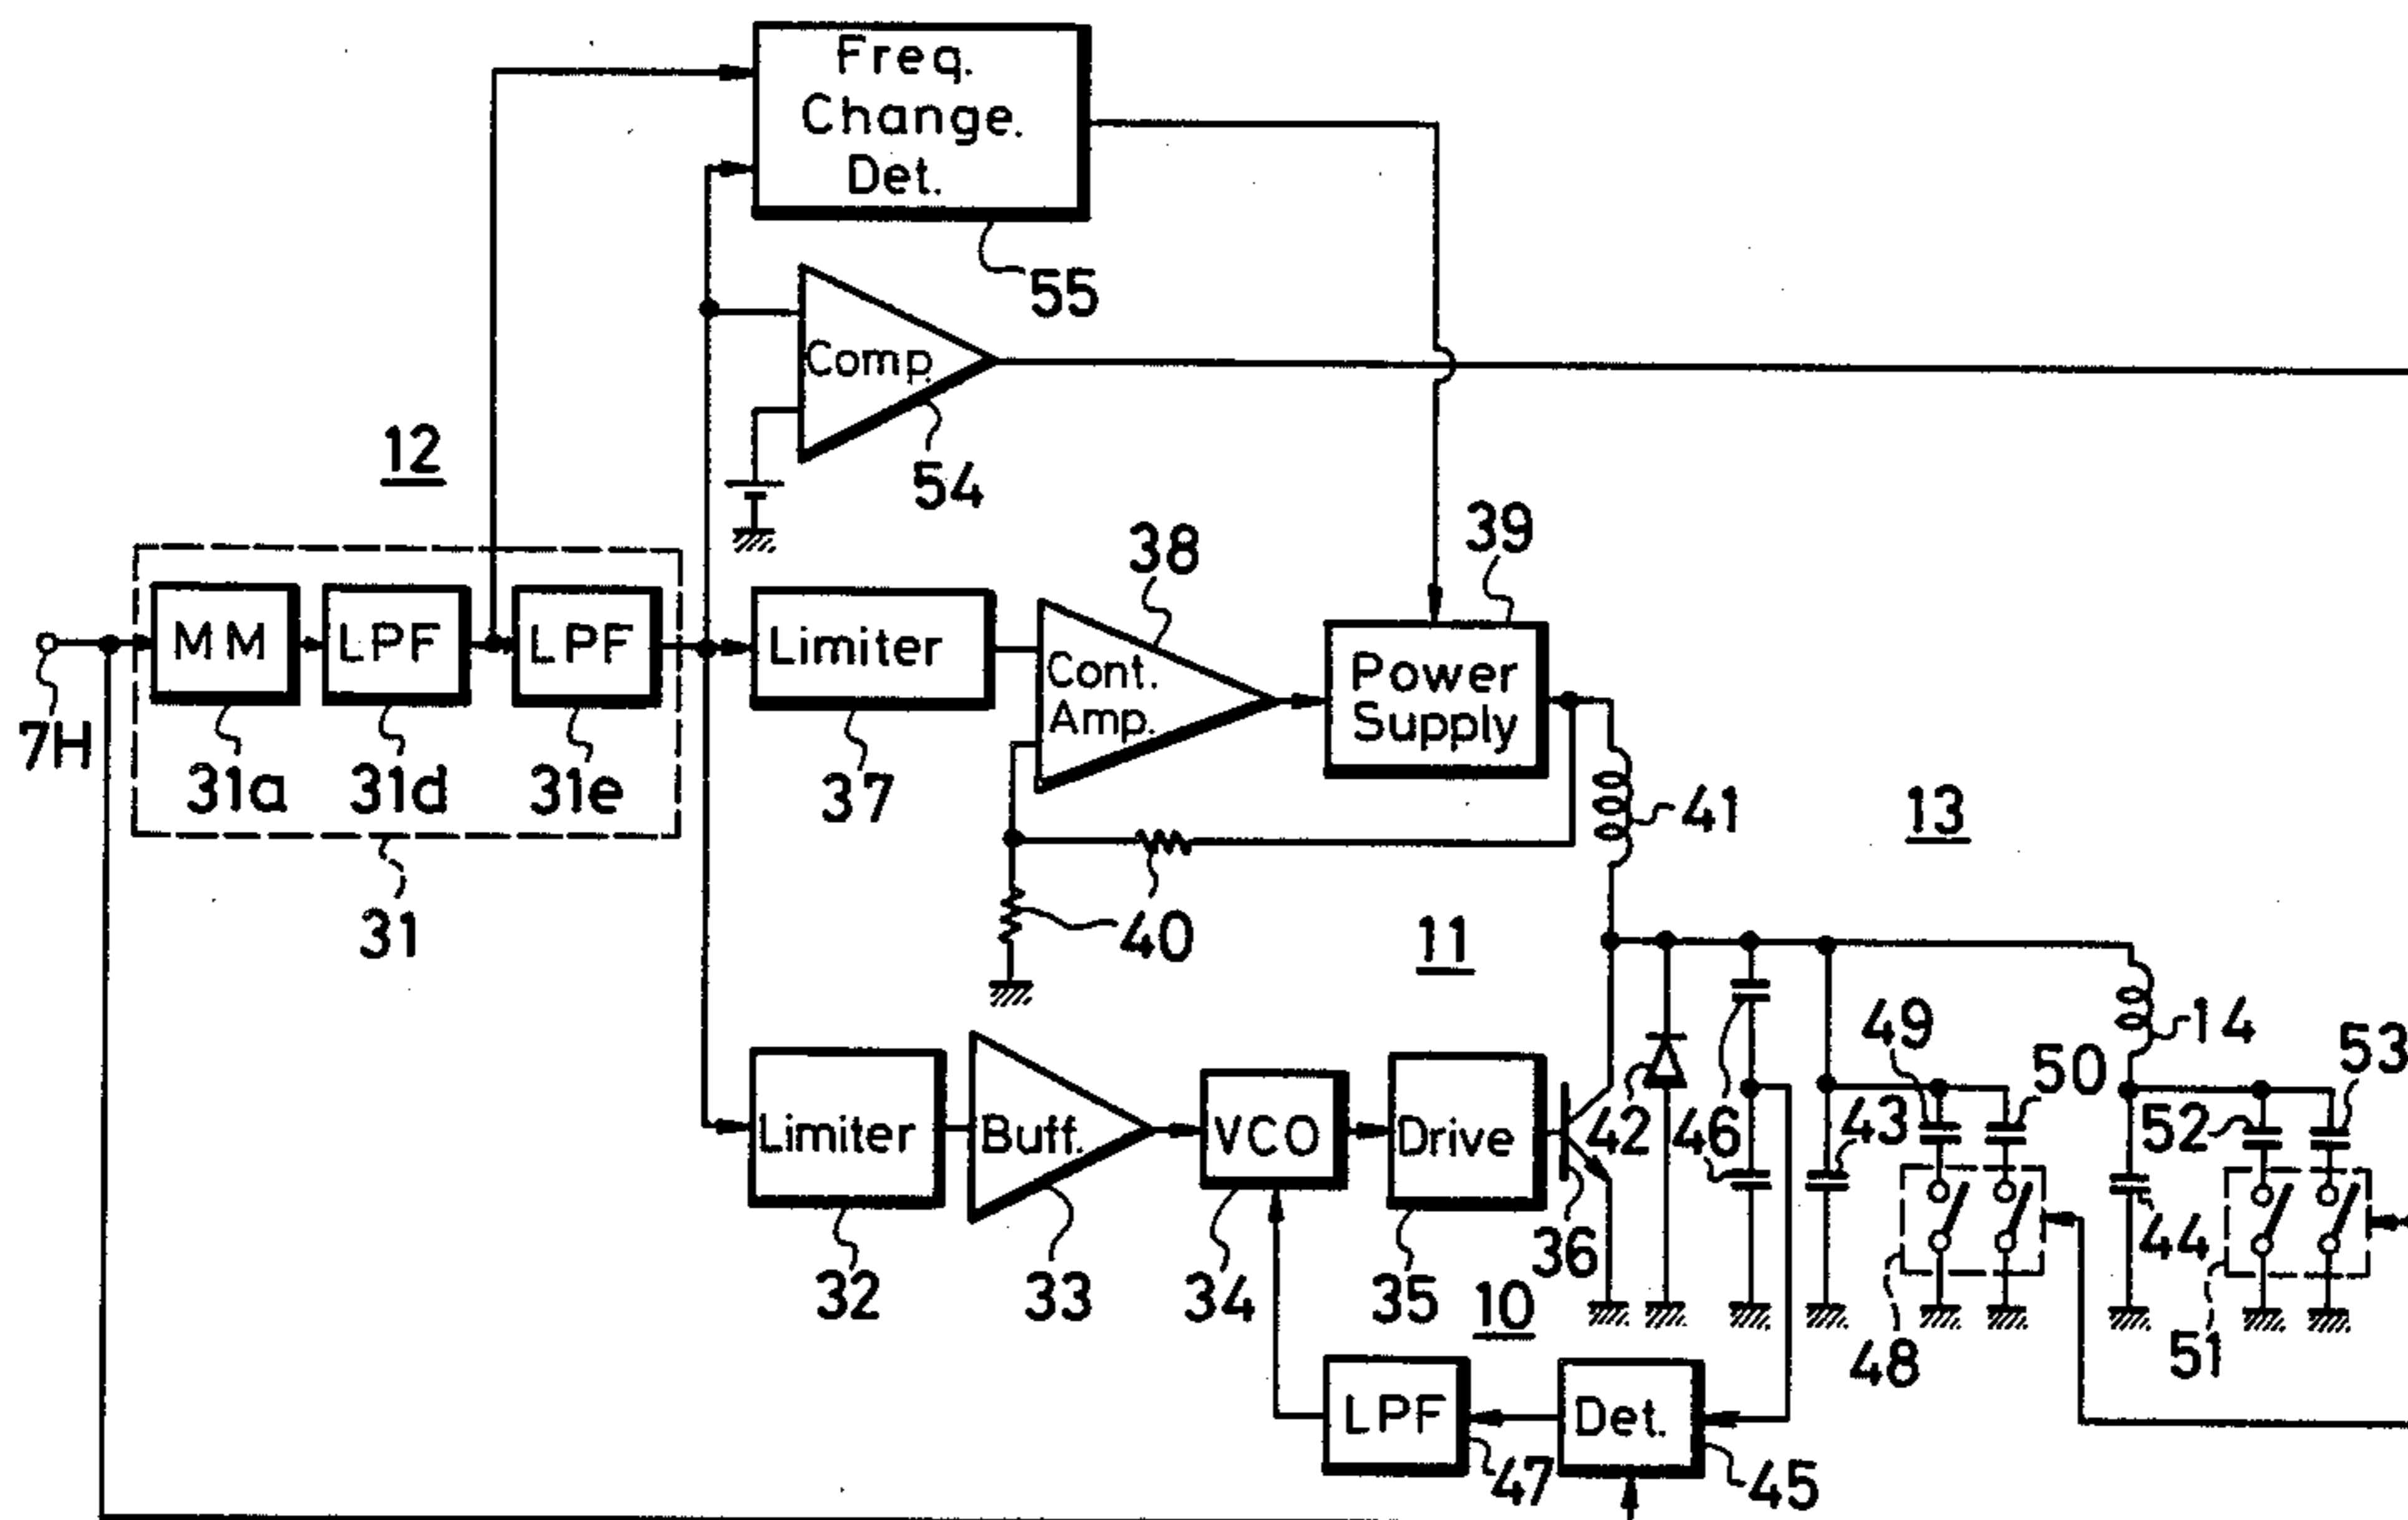 Freq.
Change.
Det.
55
Comp.
54
12
38
39
MM
LPF
LPF
Limiter
Cont.
Amp.
Power
Supply
7H
31a
31d
31e
37
41
13
31
40
11
49
14
50
53
Limiter
Buff.
VCO
Drive
42
46
43
52
36
44
32
33
34
35
10
48
51
LPF
Det.
47
45